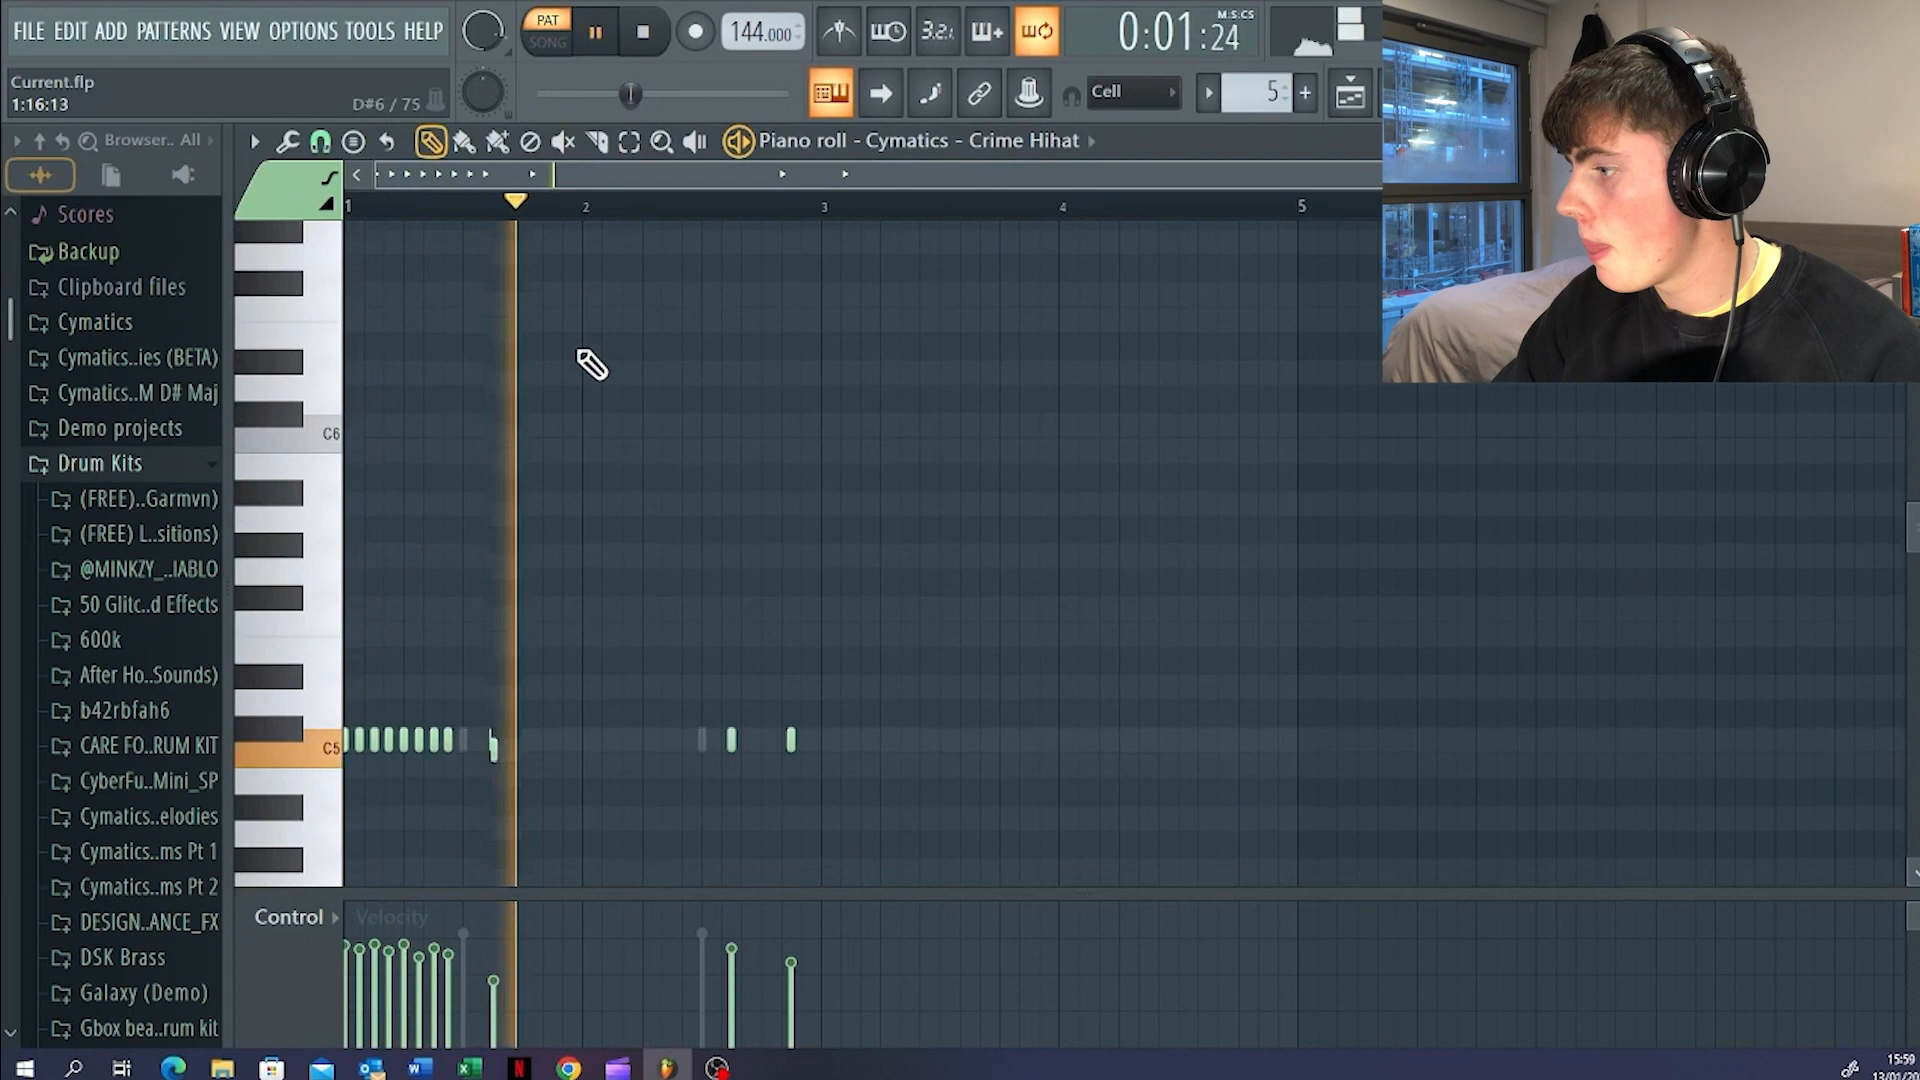 FILE EDIT ADD PATTERNS VIEW OPTIONS TOOLS HELP
PAT
SONG
144.000
3.2.
M:S:CS
0:01:24
Current.flp
1:16:13
D#6 / 75
Cell
5
Browser.. All
Piano roll - Cymatics - Crime Hihat
1 2 3 4 5
Scores
Backup
Clipboard files
Cymatics
Cymatics..ies (BETA)
Cymatics..M D# Maj
Demo projects
Drum Kits
(FREE)..Garmvn)
(FREE) L..sitions)
@MINKZY_..IABLO
50 Glitc..d Effects
600k
After Ho..Sounds)
b42rbfah6
CARE FO..RUM KIT
CyberFu..Mini_SP
Cymatics..elodies
Cymatics..ms Pt 1
Cymatics..ms Pt 2
DESIGN..ANCE_FX
DSK Brass
Galaxy (Demo)
Gbox bea..rum kit
C6
C5
Control
Velocity
15:59
13/01/20